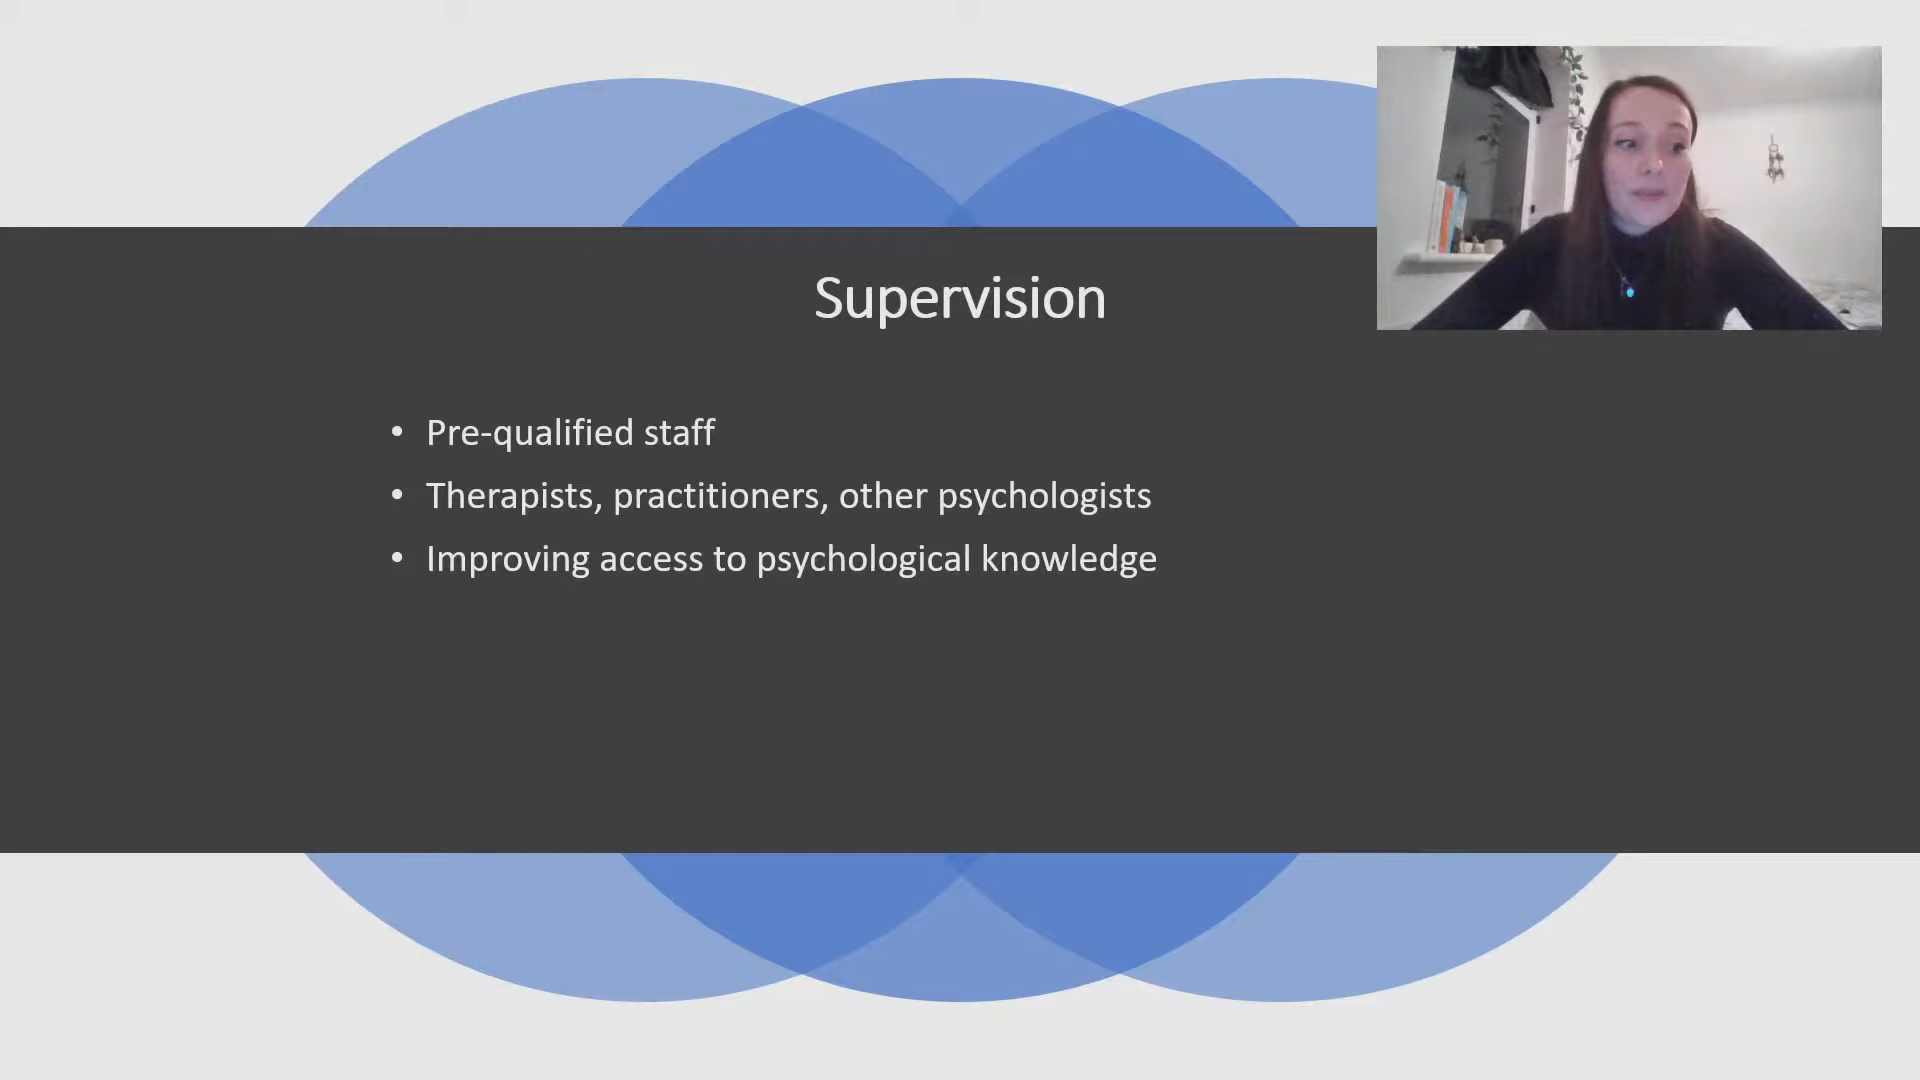 Supervision
• Pre-qualified staff
• Therapists, practitioners, other psychologists
• Improving access to psychological knowledge